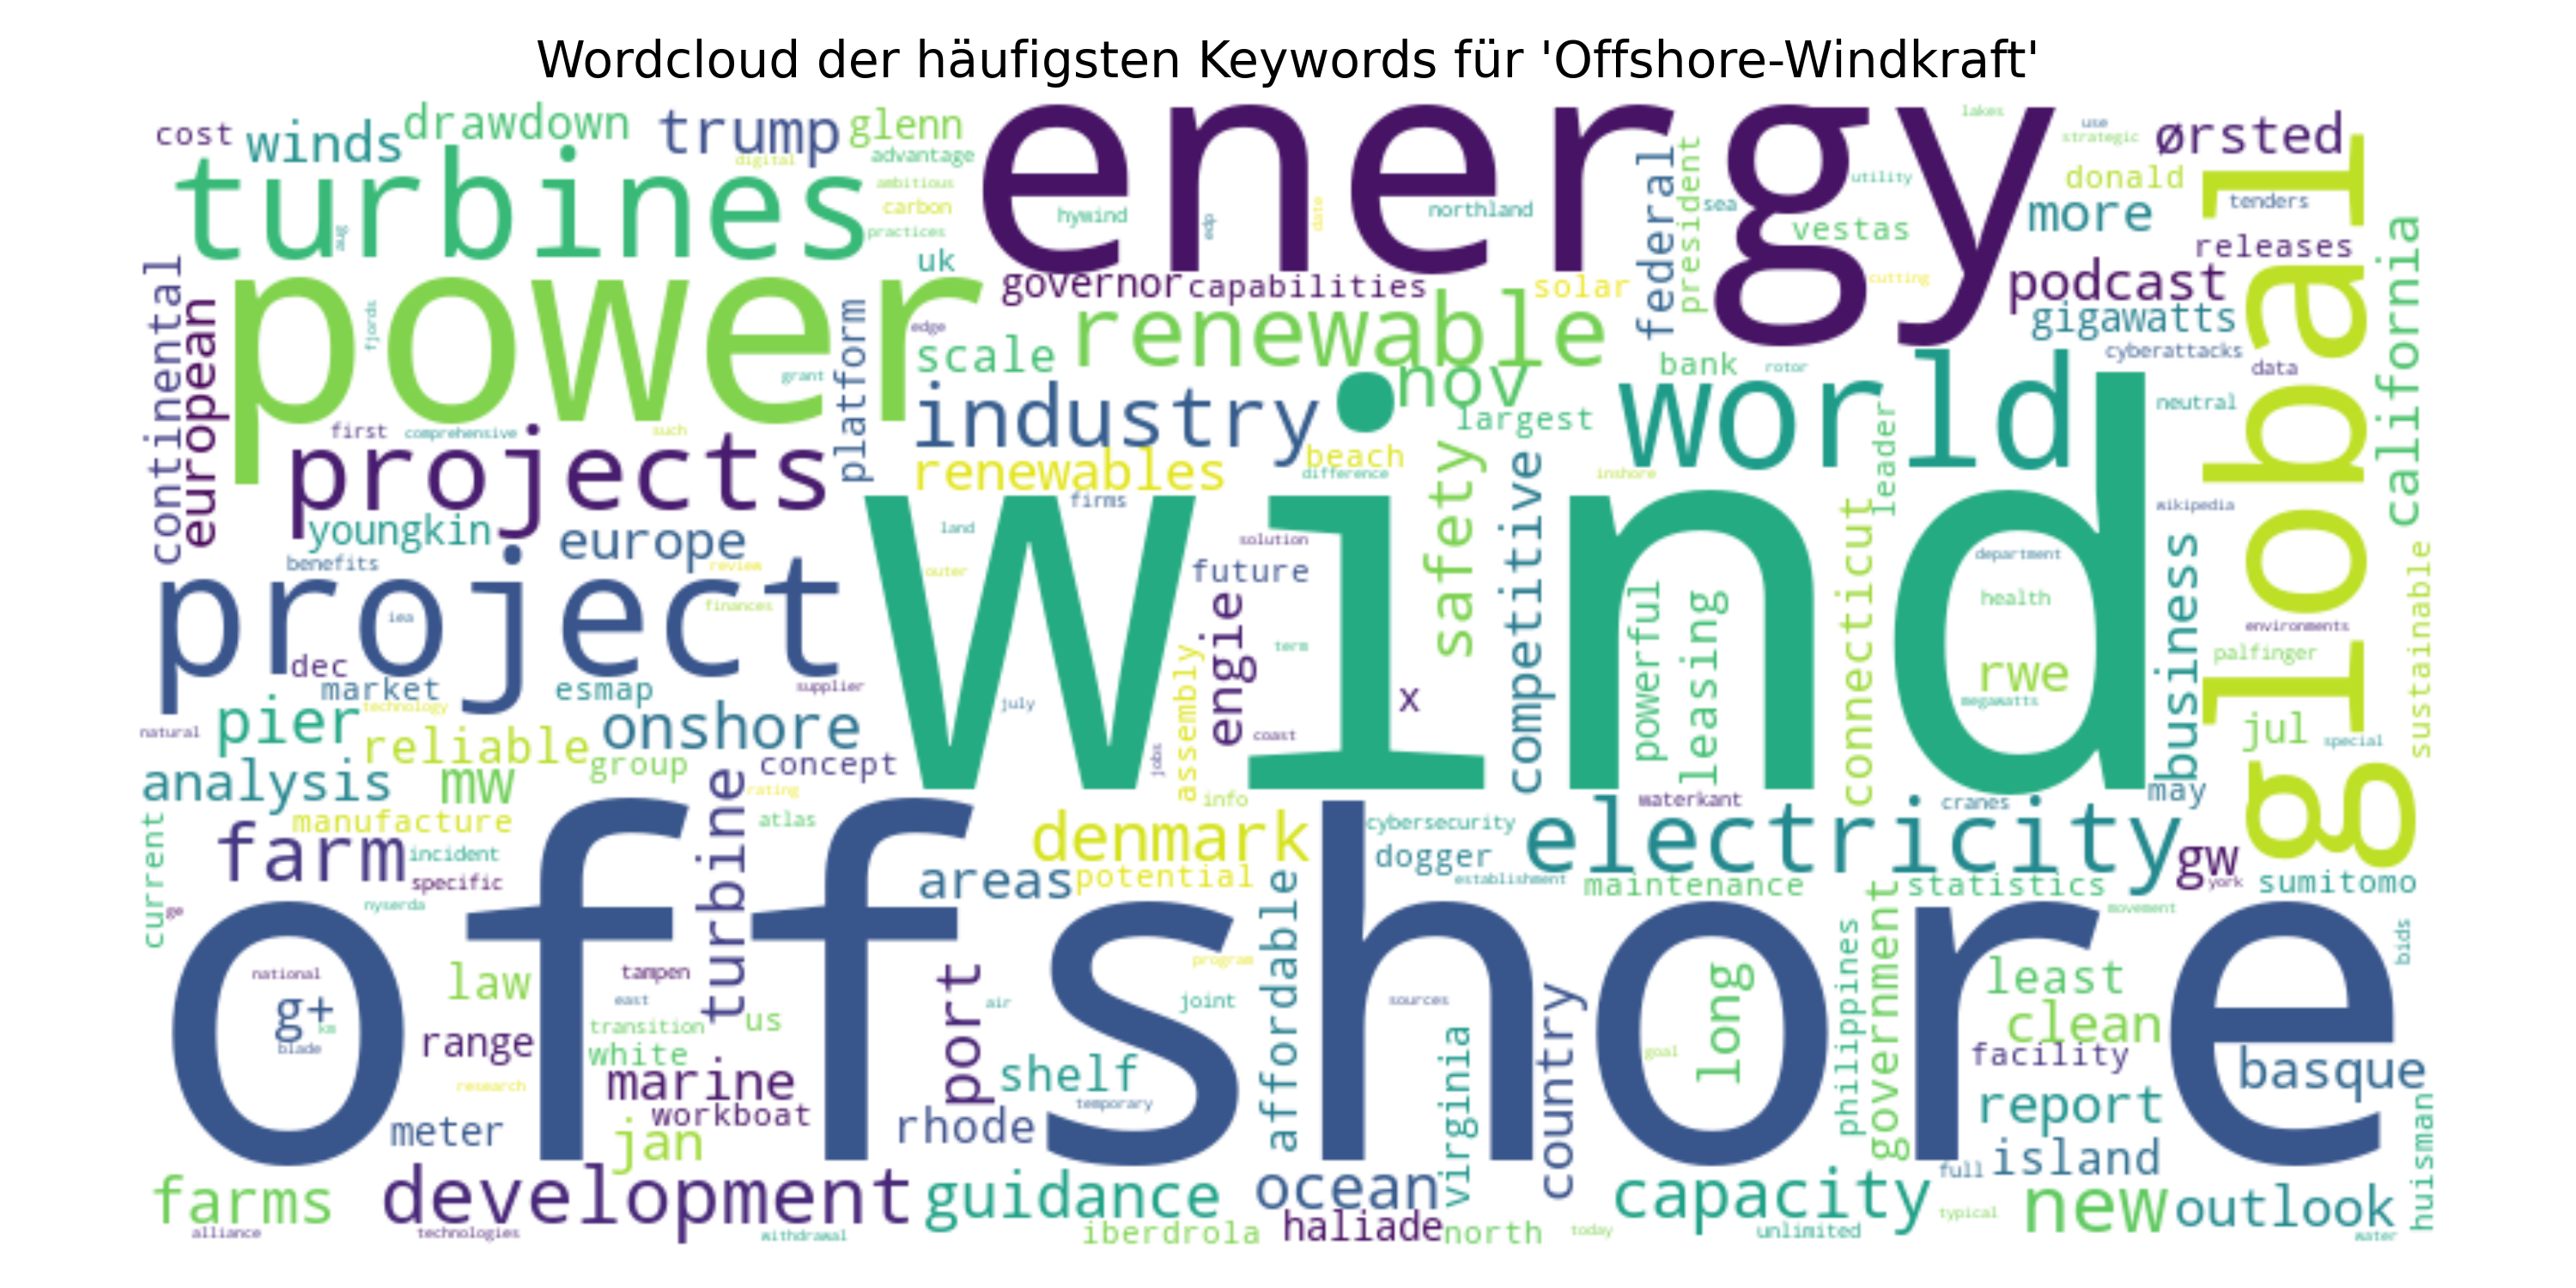 Wordcloud der häufigsten Keywords für 'Offshore-Windkraft'
cost
winds
drawdown
trump
glenn
energy
lakes
use
strategic
ørsted
digital
advantage
turbines
ambitious
carbon
practices
hywind
edp
date
northland
federal
president
sea
utility
vestas
donald
more
tenders
global
aug
uk
releases
california
continental
european
power
fjords
platform
edge
governor
capabilities
solar
cutting
podcast
gigawatts
scale
renewable
grant
bank
rotor
cyberattacks
data
industry
nov
largest
world
leader
neutral
first
comprehensive
such
projects
renewables
beach
difference
safety
competitive
inshore
firms
wind
wikipedia
youngkin
europe
land
solution
connecticut
department
business
sustainable
benefits
review
outer
future
project
iea
finances
engie
powerful
leasing
health
environments
dec
term
rwe
palfinger
market
esmap
supplier
assembly
july
x
megawatts
pier
technology
natural
onshore
coast
jul
special
reliable
group
concept
jobs
analysis
mw
turbine
rating
info
waterkant
cranes
may
current
manufacture
atlas
denmark
cybersecurity
electricity
farm
incident
dogger
gw
specific
areas
potential
establishment
maintenance
statistics
york
sumitomo
ge
nyserda
affordable
government
movement
offshore
national
law
tampen
port
program
long
philippines
least
bids
g+
km
east
air
joint
sources
country
clean
blade
range
transition
us
white
goal
facility
basque
research
marine
shelf
virginia
workboat
temporary
report
huisman
meter
jan
rhode
island
farms
development
guidance
ocean
capacity
full
new
outlook
alliance
technologies
withdrawal
iberdrola
haliade
north
today
unlimited
typical
water